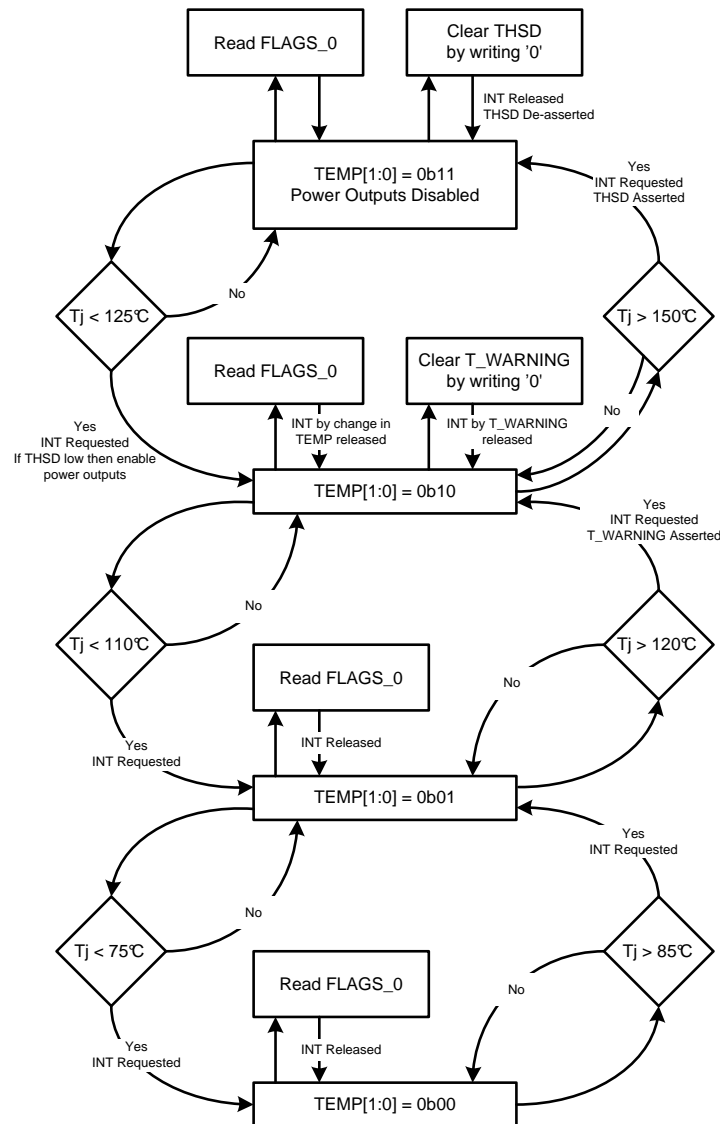 Read FLAGS_0
Clear THSD
by writing '0'
INT Released
THSD De-asserted
TEMP[1:0] = 0b11
Power Outputs Disabled
Yes
INT Requested
THSD Asserted
Tj < 125°C
No
No
Tj > 150°C
Read FLAGS_0
Clear T_WARNING
by writing '0'
No
Yes
INT Requested
If THSD low then enable
power outputs
INT by change in
TEMP released
INT by T_WARNING
released
TEMP[1:0] = 0b10
Yes
INT Requested
T_WARNING Asserted
No
Tj < 110°C
Tj > 120°C
Read FLAGS_0
No
Yes
INT Requested
INT Released
TEMP[1:0] = 0b01
Yes
INT Requested
No
Tj < 75°C
Tj > 85°C
Read FLAGS_0
No
Yes
INT Requested
INT Released
TEMP[1:0] = 0b00